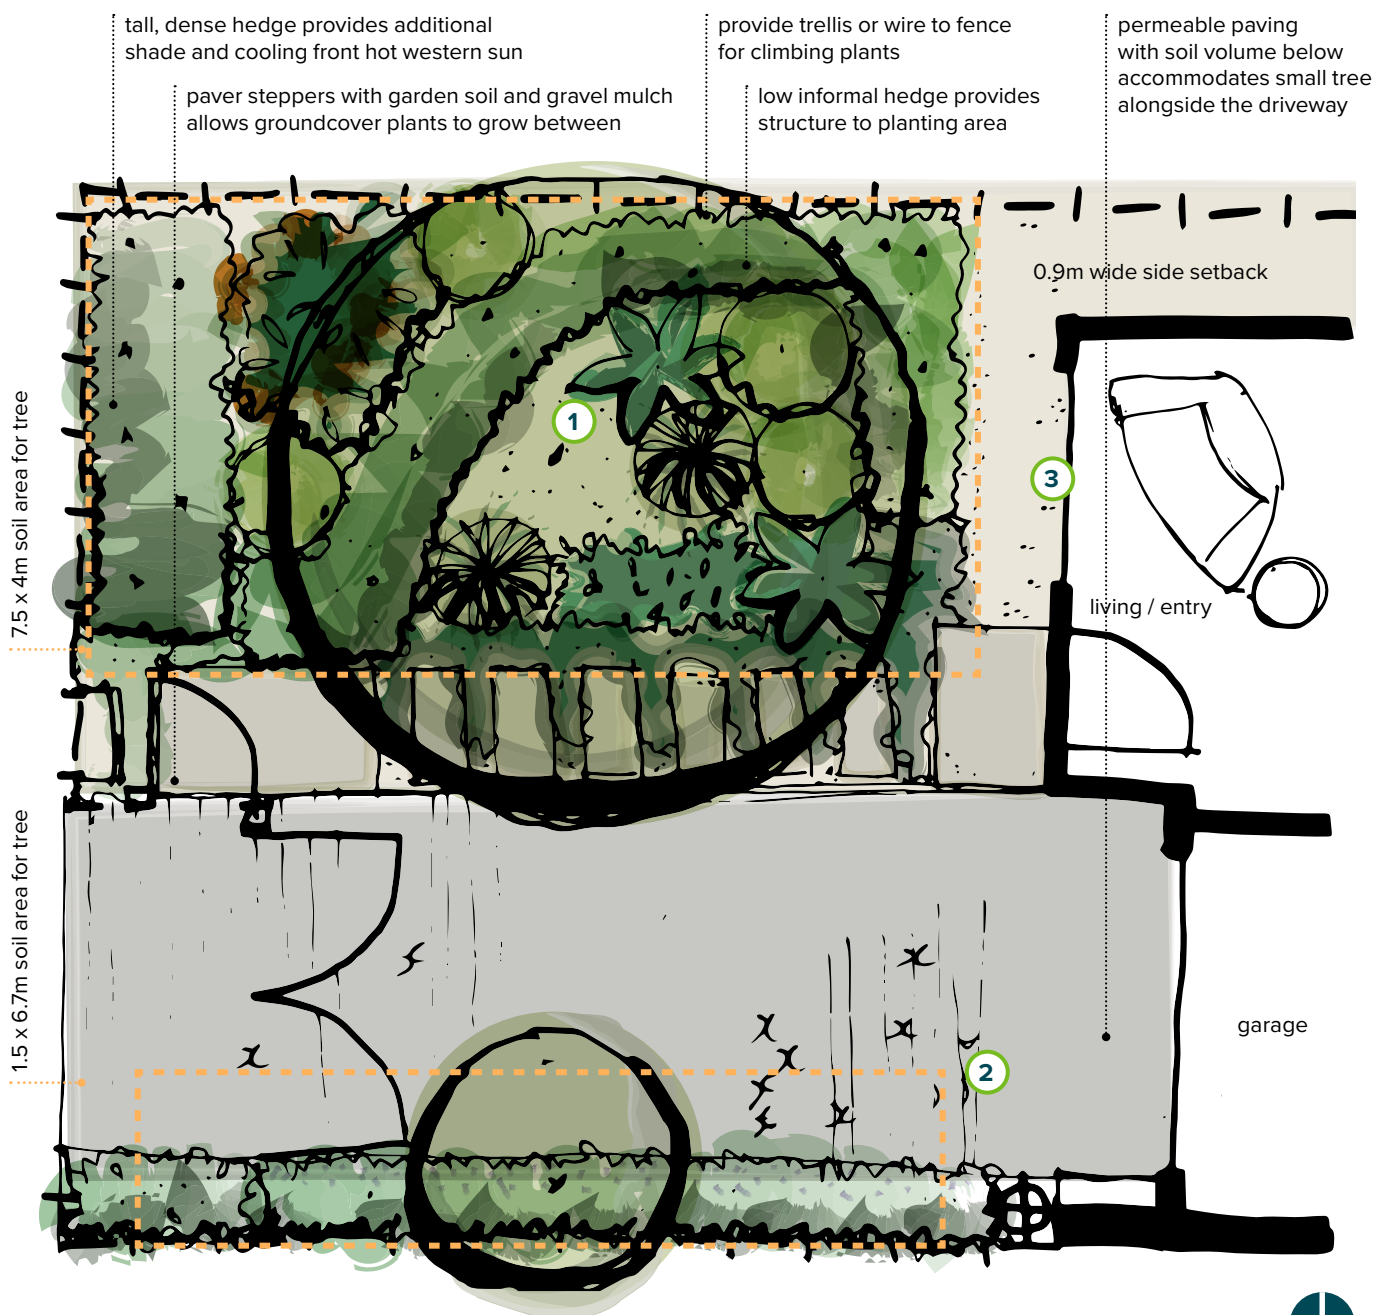 tall, dense hedge provides additional
shade and cooling front hot western sun
provide trellis or wire to fence
for climbing plants
permeable paving
with soil volume below
accommodates small tree
alongside the driveway
paver steppers with garden soil and gravel mulch
allows groundcover plants to grow between
low informal hedge provides
structure to planting area
0.9m wide side setback
1
3
7.5 x 4m soil area for tree
living / entry
1.5 x 6.7m soil area for tree
garage
2